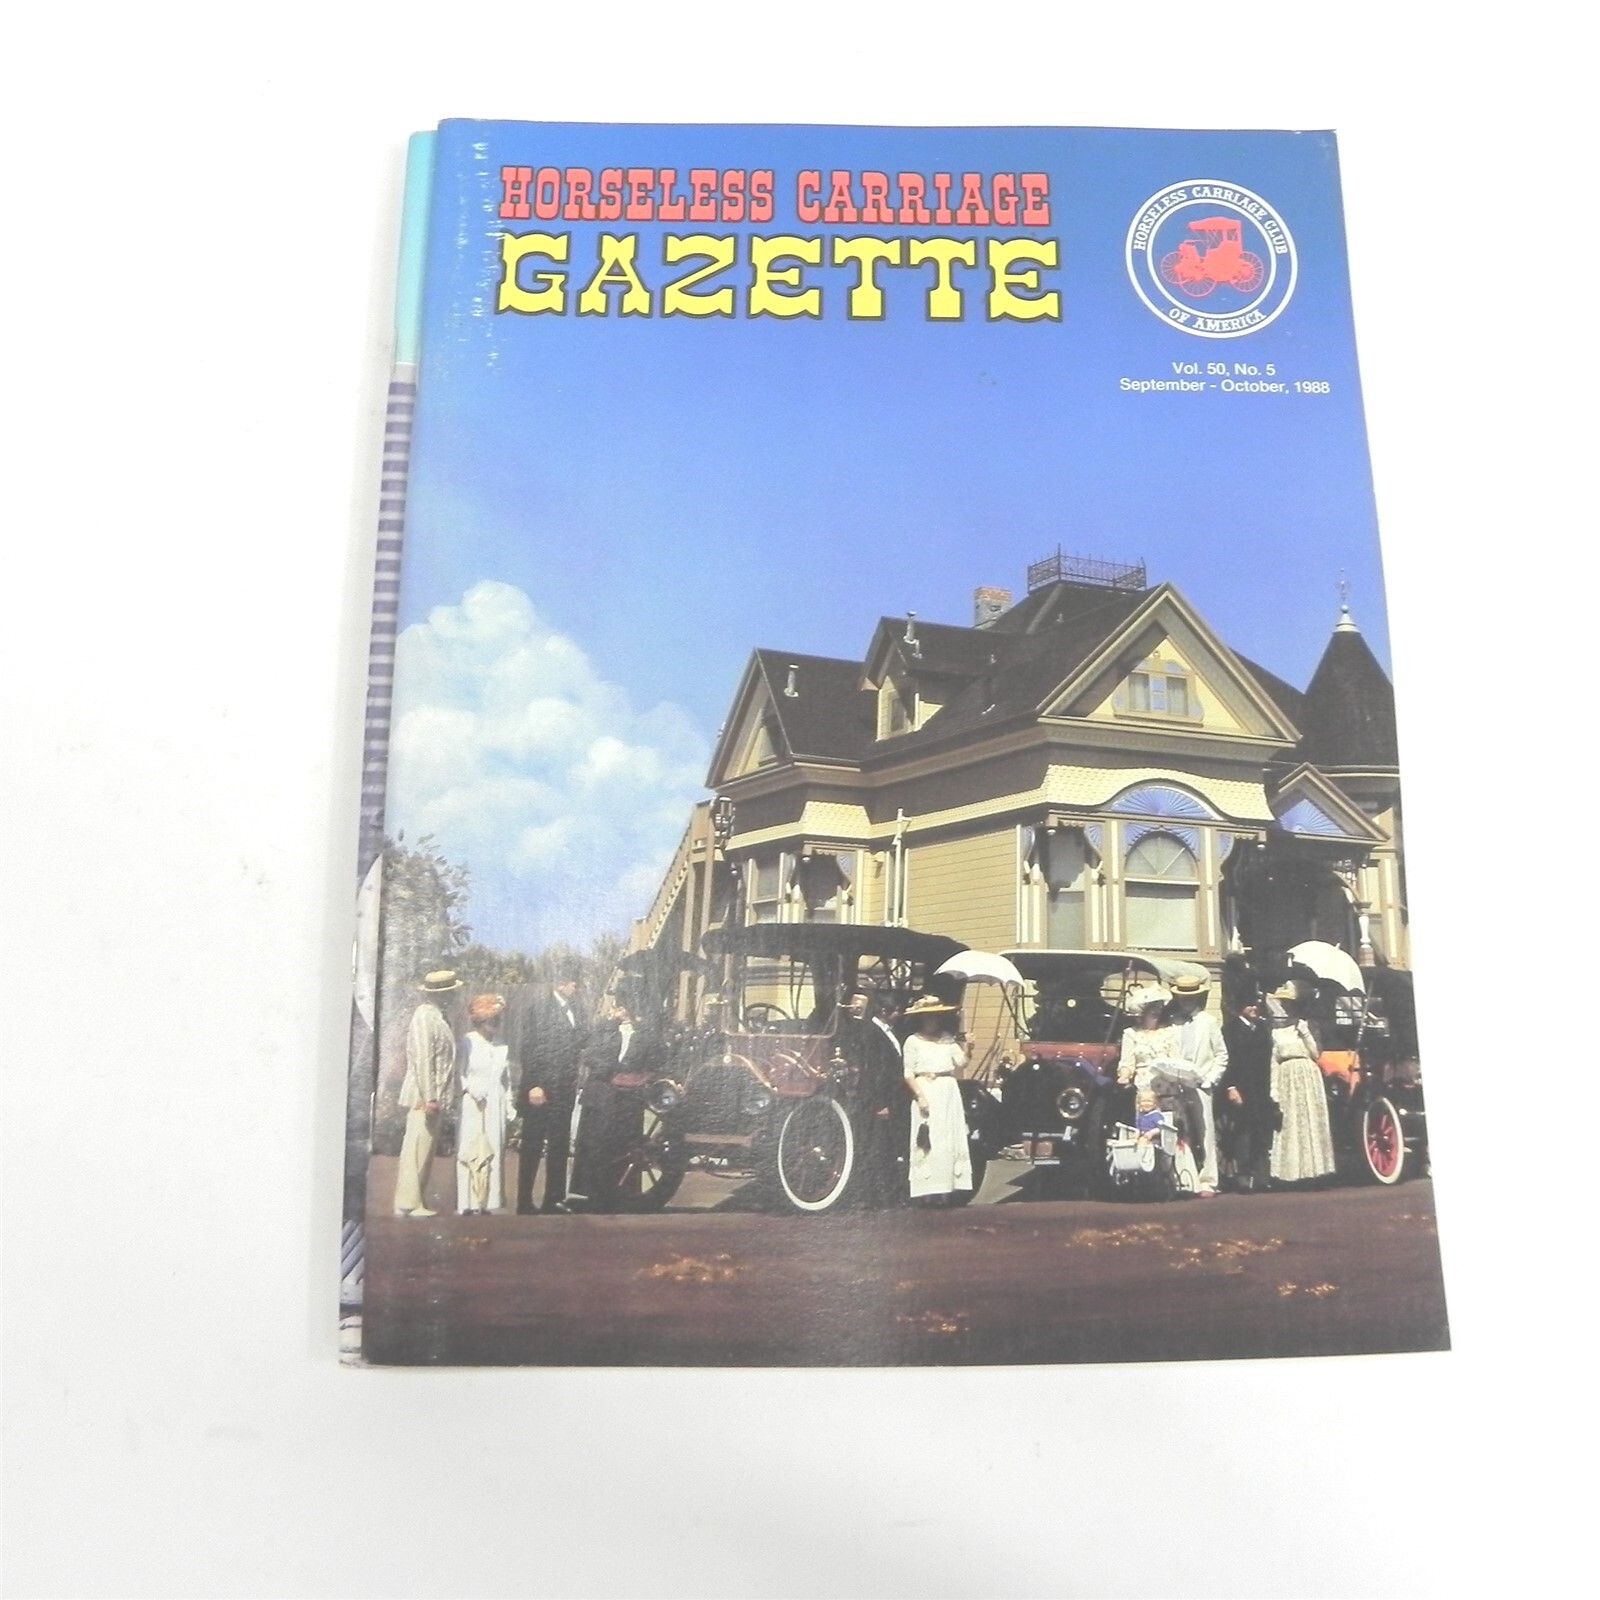 HORSELESS CARRIAGE
GAZETTE
HORSELESS CARRIAGE CLUB
OF AMERICA
Vol. 50, No. 5
September - October, 1988